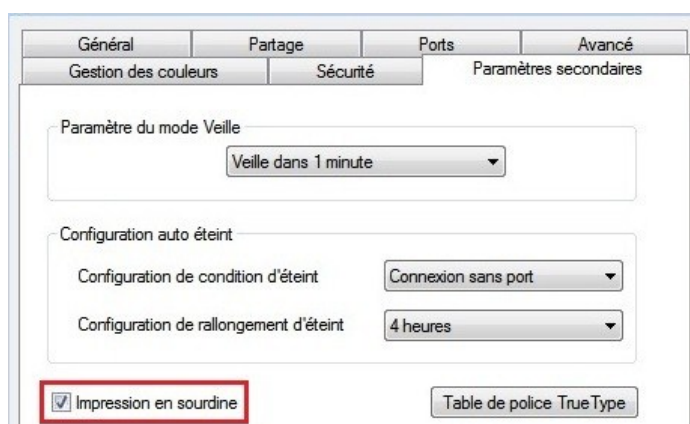 Général Partage Ports Avancé
Gestion des couleurs Sécurité Paramètres secondaires
Paramètre du mode Veille
Veille dans 1 minute
Configuration auto éteint
Configuration de condition d'éteint Connexion sans port
Configuration de rallongement d'éteint 4 heures
Impression en sourdine Table de police TrueType